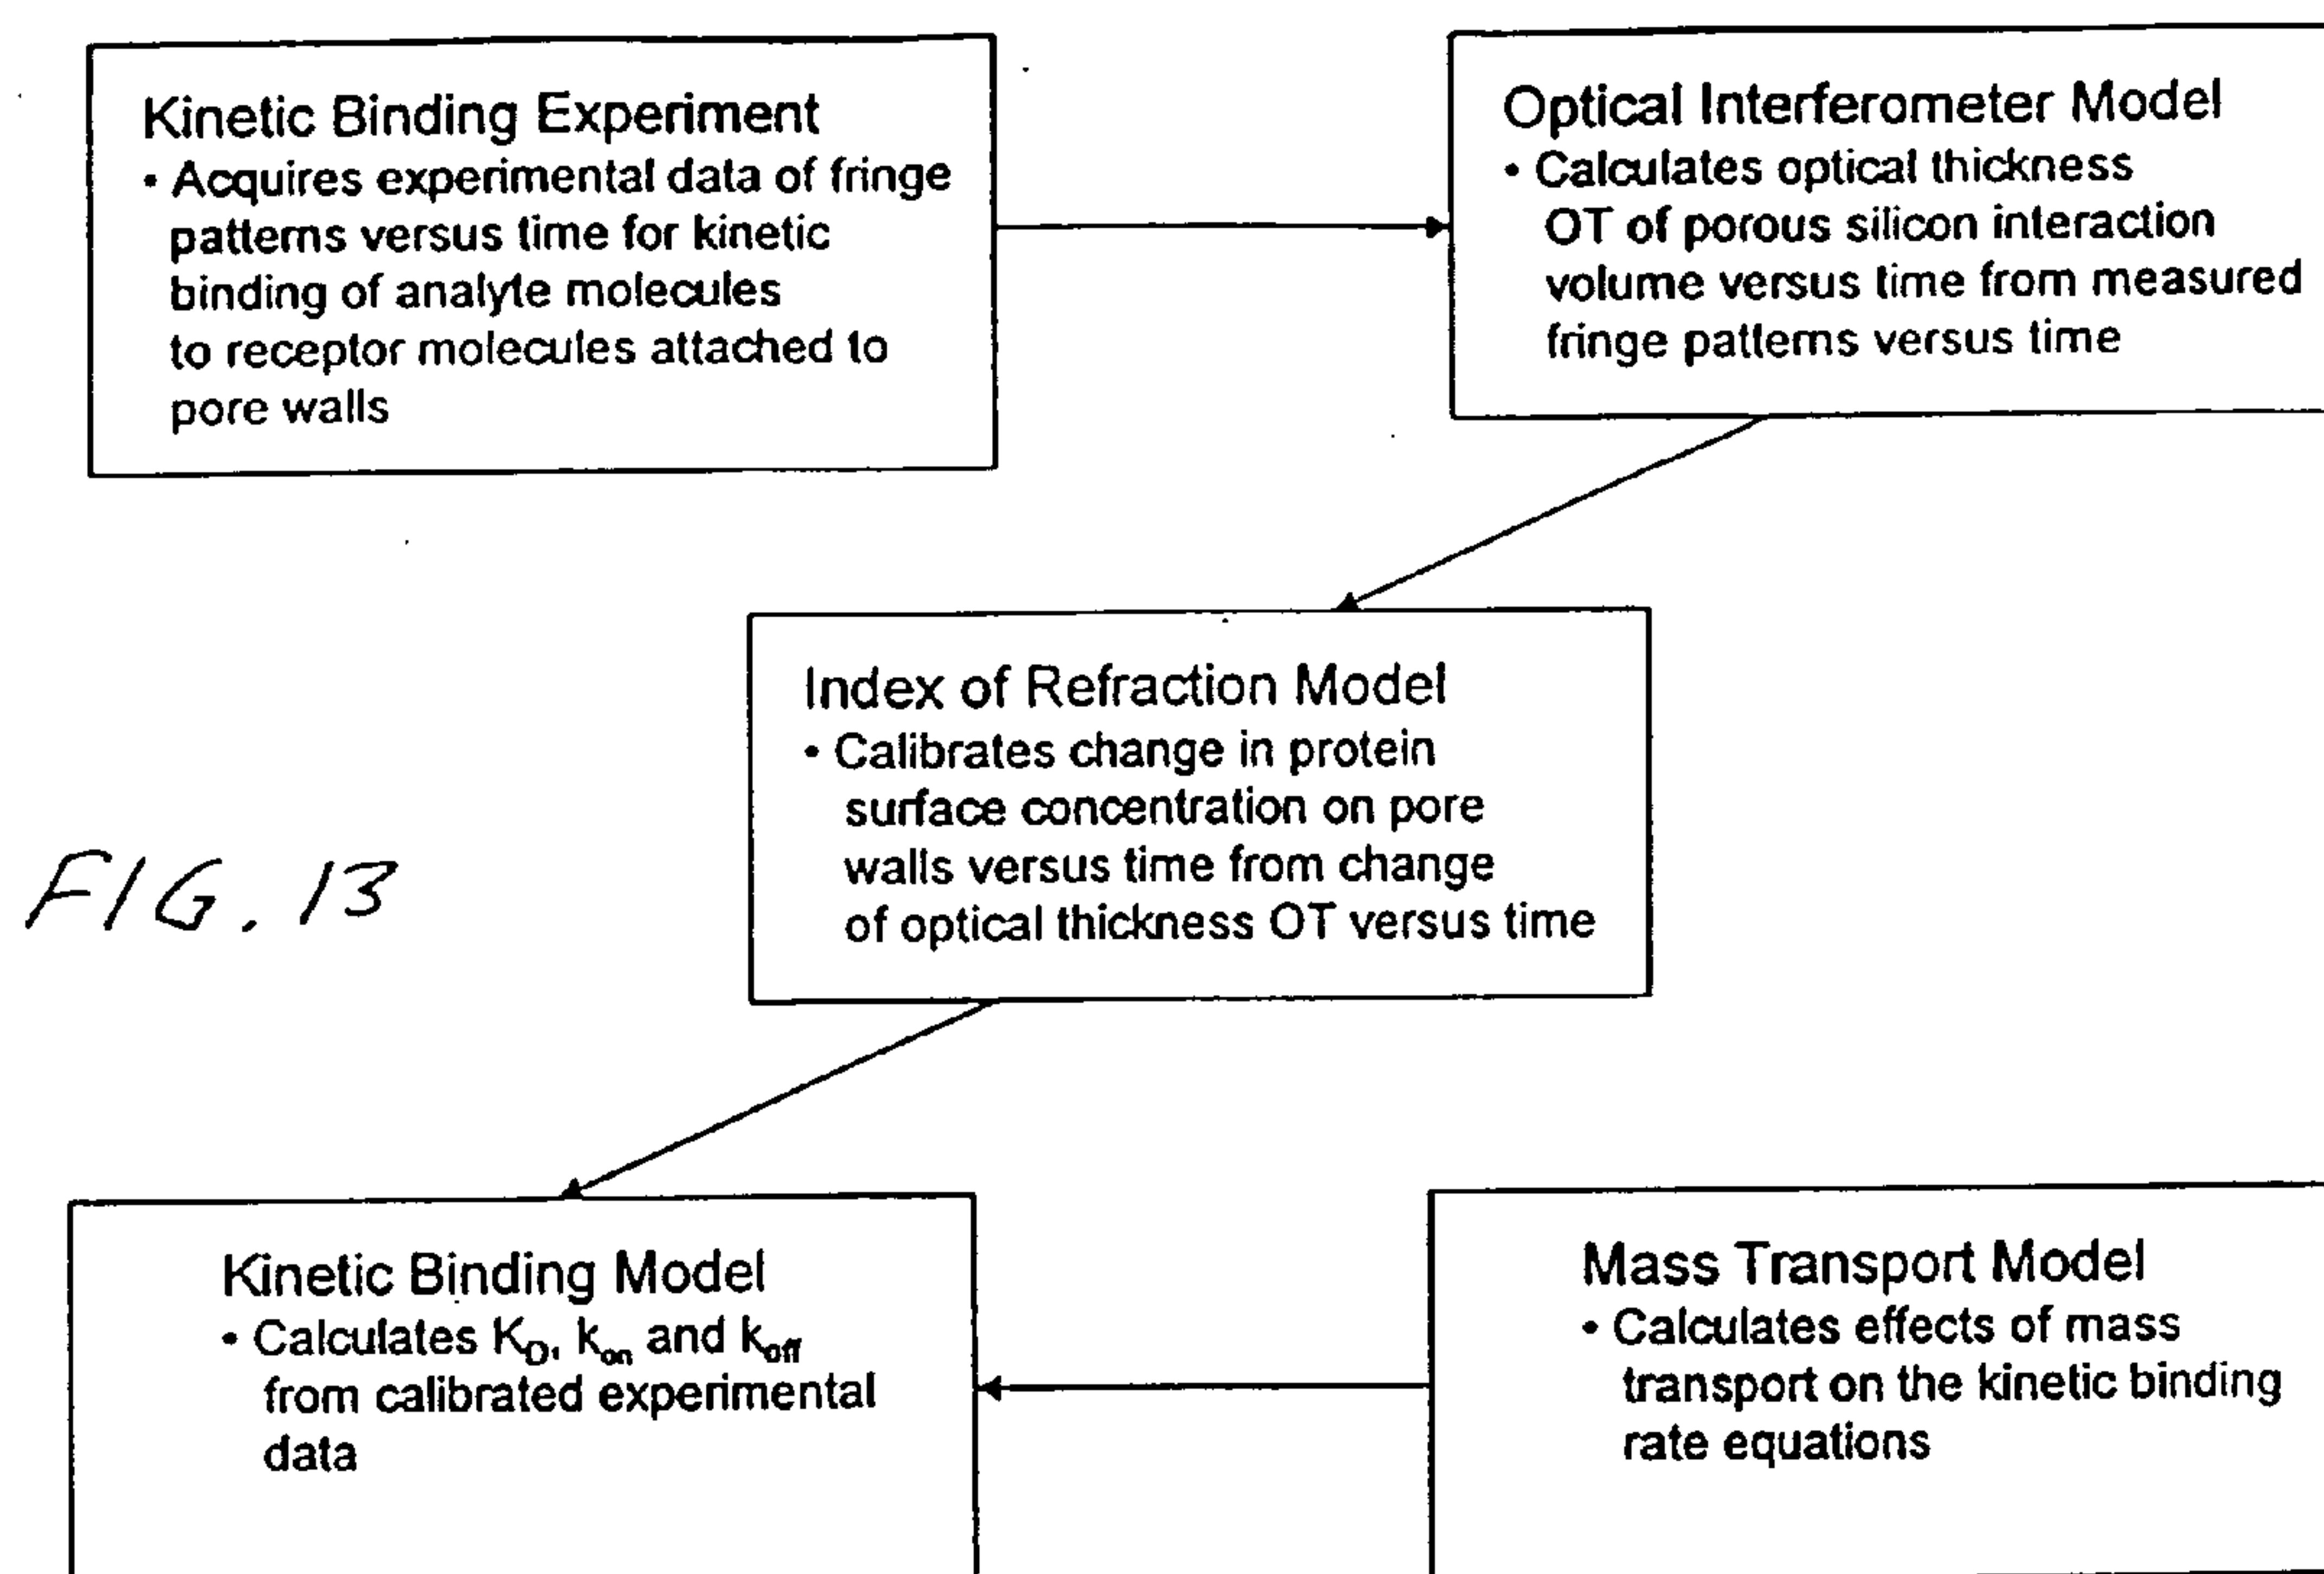 Kinetic Binding Experiment
• Acquires experimental data of fringe
patterns versus time for kinetic
binding of analyte molecules
to receptor molecules attached to
pore walls
Optical Interferometer Model
• Calculates optical thickness
OT of porous silicon interaction
volume versus time from measured
fringe patterns versus time
Index of Refraction Model
• Calibrates change in protein
surface concentration on pore
walls versus time from change
of optical thickness OT versus time
FIG. 13
Kinetic Binding Model
• Calculates K_D, k_on and k_off
from calibrated experimental
data
Mass Transport Model
• Calculates effects of mass
transport on the kinetic binding
rate equations